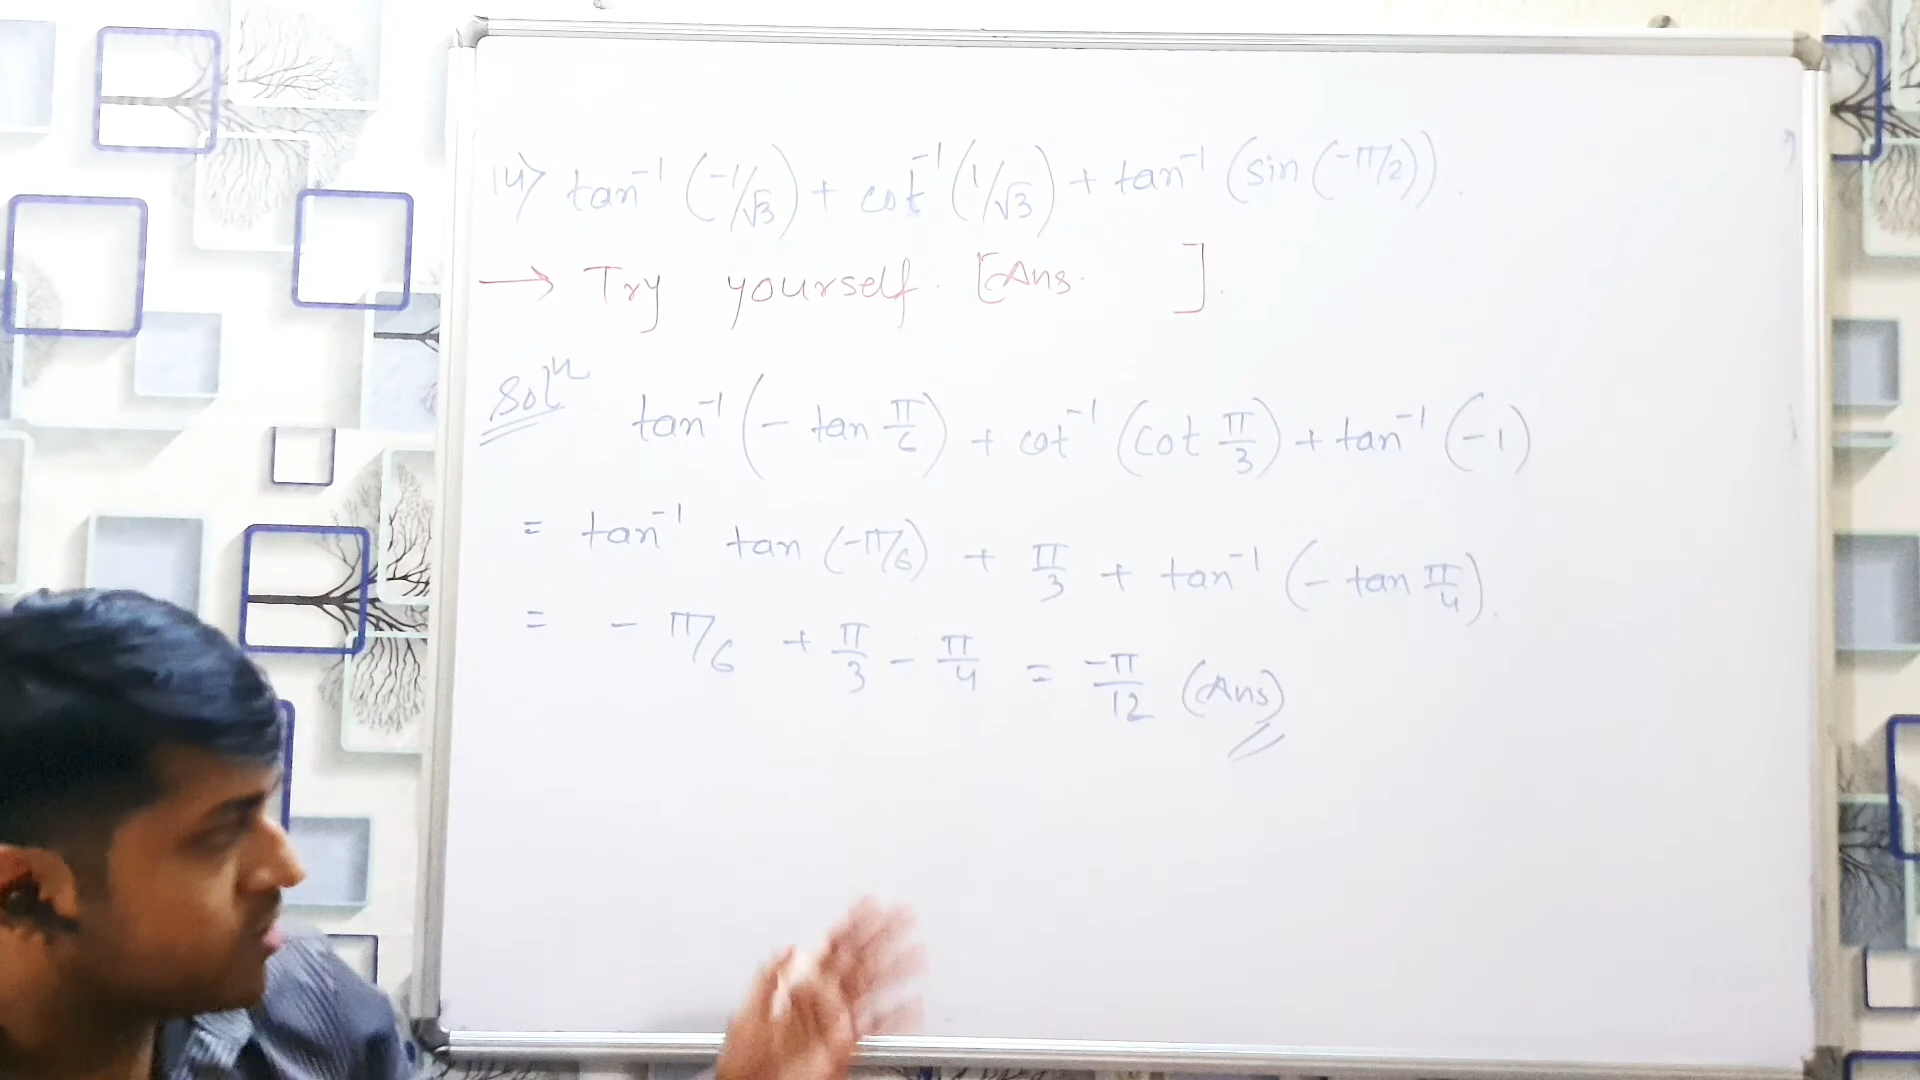 14> tan⁻¹ (-1/√3) + cot⁻¹ (1/√3) + tan⁻¹ (sin (-π/2)).
→ Try yourself. [Ans. ].
Solⁿ tan⁻¹ (- tan π/6) + cot⁻¹ (cot π/3) + tan⁻¹ (-1)
= tan⁻¹ tan (-π/6) + π/3 + tan⁻¹ (- tan π/4).
= - π/6 + π/3 - π/4 = -π/12 (Ans)